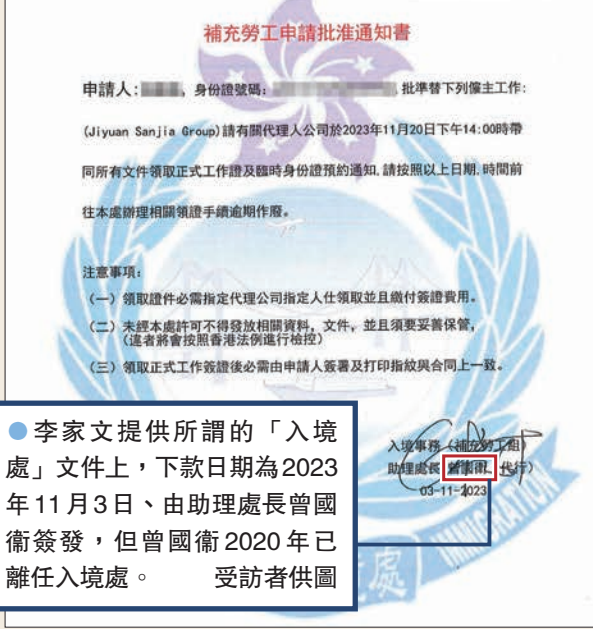 補充勞工申請批淮通知書
申請人: , 身份證號碼: , 批準替下列僱主工作:
(Jiyuan Sanjia Group)請有關代理人公司於2023年11月20日下午14:00時帶
同所有文件領取正式工作證及臨時身份證預約通知, 請按照以上日期, 時間前
往本處辦理相關領證手續逾期作廢。
注意事項:
(一) 領取證件必需指定代理公司指定人仕領取並且繳付簽證費用。
(二) 未經本處許可不得發放相關資料, 文件, 並且須要妥善保管,
(違者將會按照香港法例進行檢控)
(三) 領取正式工作簽證後必需由申請人簽署及打印指紋與合同上一致。
入境事務 (補充勞工組)
助理處長 代行)
03-11-2023
處
IMMIGRATION
●李家文提供所謂的「入境
處」文件上,下款日期為2023
年11月3日、由助理處長曾國
衞簽發,但曾國衞2020年已
離任入境處。 受訪者供圖